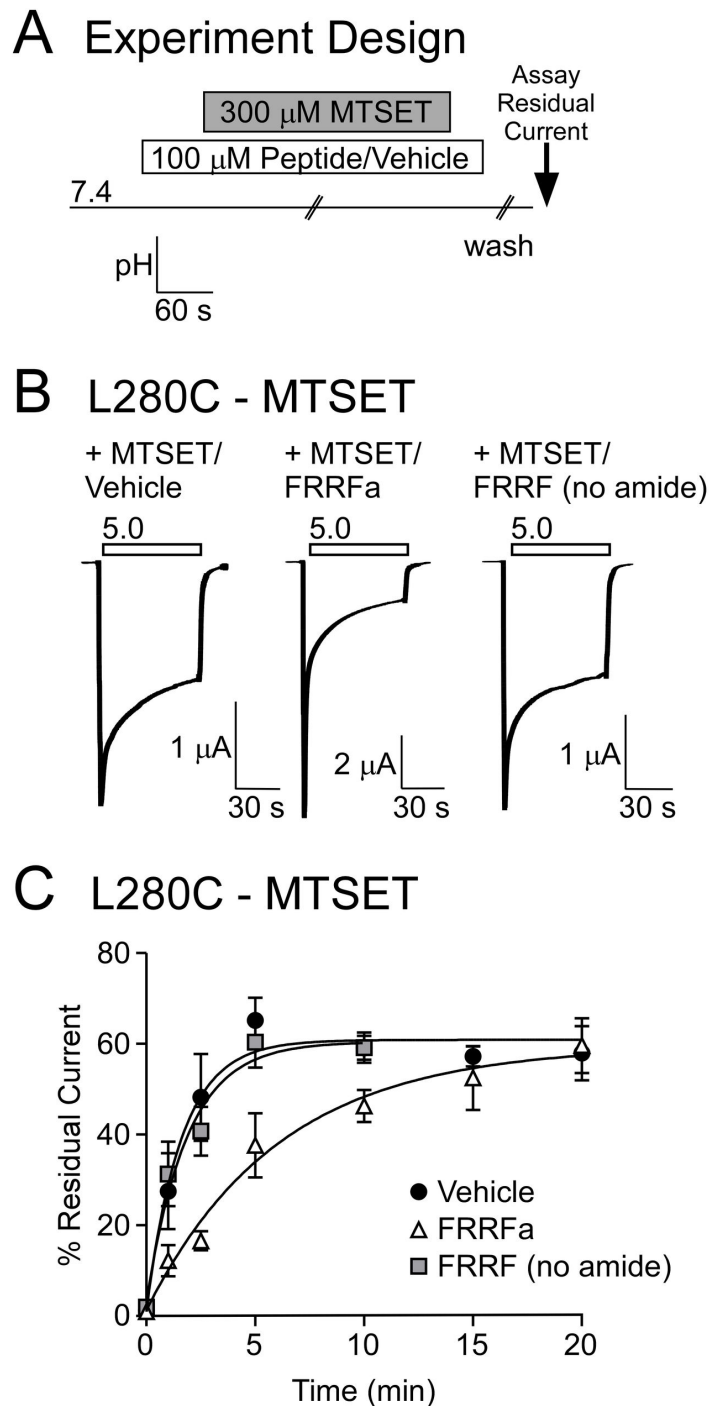 A Experiment Design
Assay
Residual
Current
300 μM MTSET
100 μM Peptide/Vehicle
7.4
wash
pH
60 s
B L280C - MTSET
+ MTSET/
Vehicle
+ MTSET/
FRRFa
+ MTSET/
FRRF (no amide)
5.0
5.0
5.0
1 μA
30 s
2 μA
30 s
1 μA
30 s
C L280C - MTSET
% Residual Current
80
60
40
20
0
Vehicle
FRRFa
FRRF (no amide)
0
5
10
15
20
Time (min)